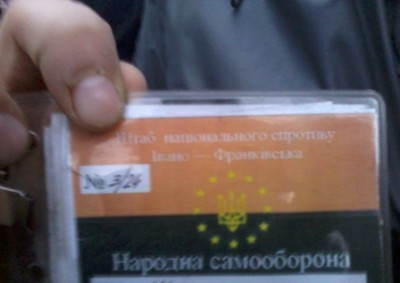 Штаб національного спротиву
Івано — Франківська
№ 3/24
Народна самооборона